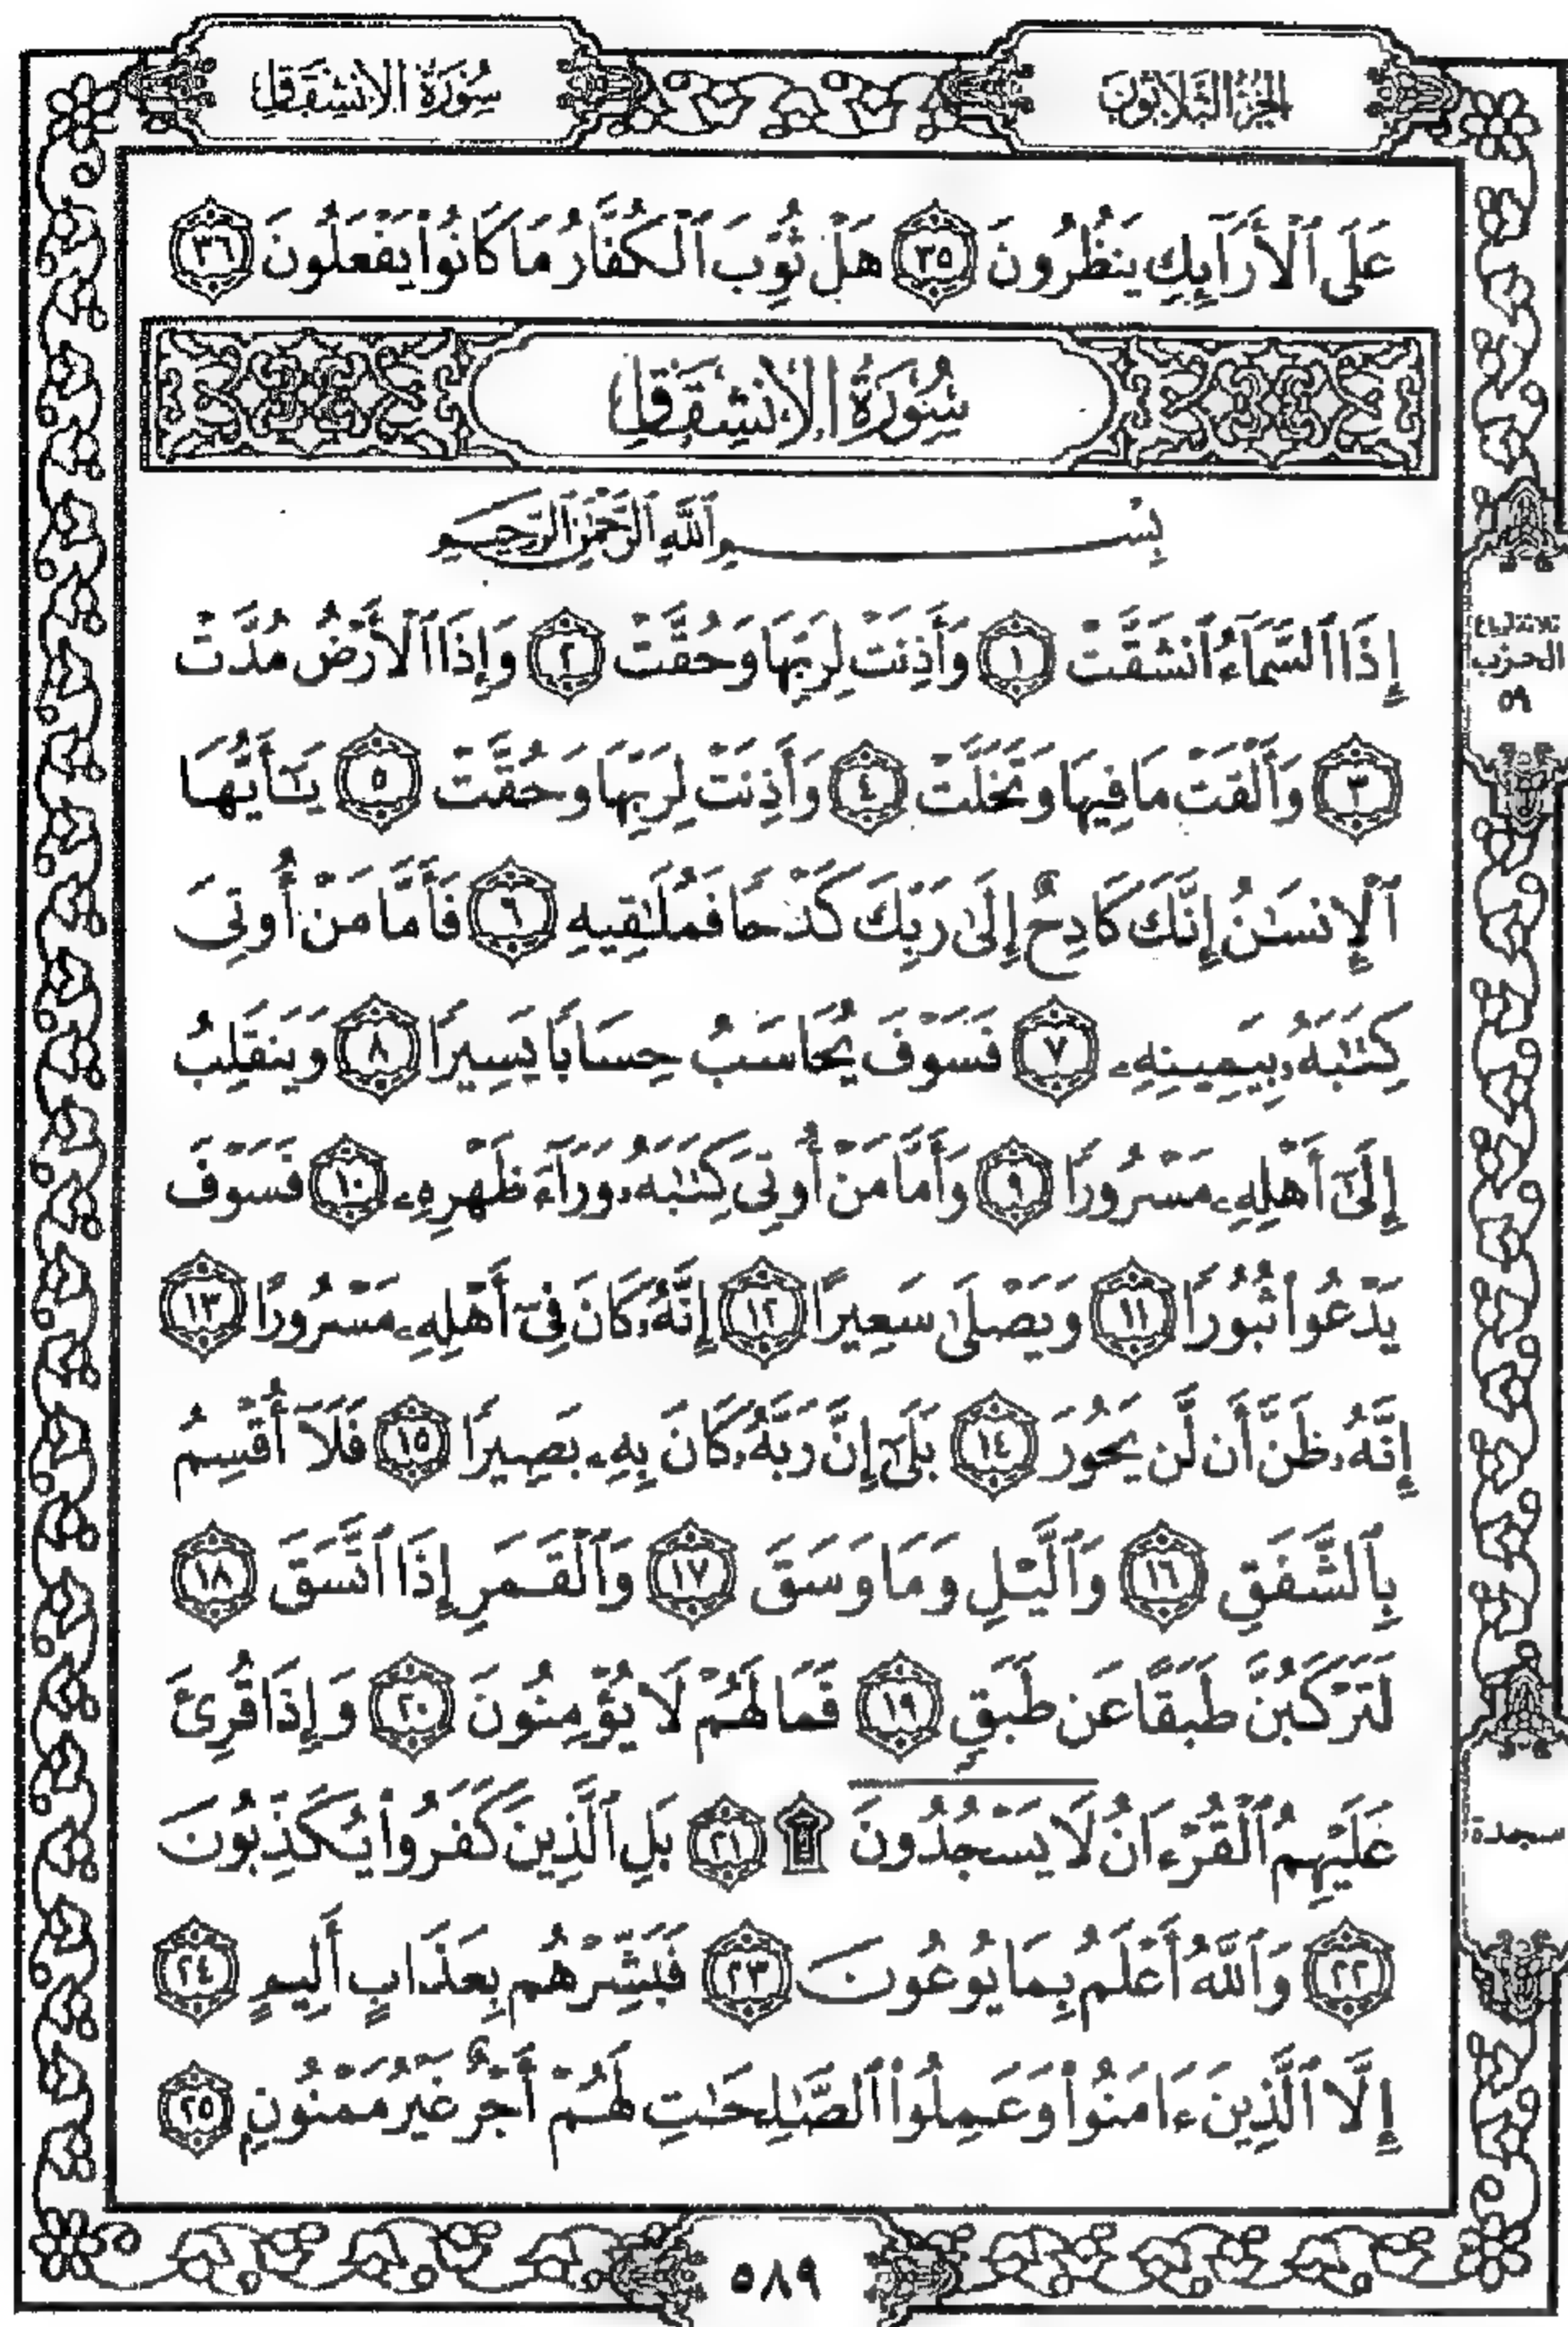 الجزء الثلاثون
سورة الانشقاق
عَلَى ٱلْأَرَآئِكِ يَنظُرُونَ ٣٥ هَلْ ثُوِّبَ ٱلْكُفَّارُ مَا كَانُوا۟ يَفْعَلُونَ ٣٦
سُورَةُ الانشِقَاقِ
بِسْمِ ٱللَّهِ ٱلرَّحْمَٰنِ ٱلرَّحِيمِ
إِذَا ٱلسَّمَآءُ ٱنشَقَّتْ ١ وَأَذِنَتْ لِرَبِّهَا وَحُقَّتْ ٢ وَإِذَا ٱلْأَرْضُ مُدَّتْ
٣ وَأَلْقَتْ مَا فِيهَا وَتَخَلَّتْ ٤ وَأَذِنَتْ لِرَبِّهَا وَحُقَّتْ ٥ يَٰٓأَيُّهَا
ٱلْإِنسَٰنُ إِنَّكَ كَادِحٌ إِلَىٰ رَبِّكَ كَدْحًا فَمُلَٰقِيهِ ٦ فَأَمَّا مَنْ أُوتِىَ
كِتَٰبَهُۥ بِيَمِينِهِۦ ٧ فَسَوْفَ يُحَاسَبُ حِسَابًا يَسِيرًا ٨ وَيَنقَلِبُ
إِلَىٰٓ أَهْلِهِۦ مَسْرُورًا ٩ وَأَمَّا مَنْ أُوتِىَ كِتَٰبَهُۥ وَرَآءَ ظَهْرِهِۦ ١٠ فَسَوْفَ
يَدْعُوا۟ ثُبُورًا ١١ وَيَصْلَىٰ سَعِيرًا ١٢ إِنَّهُۥ كَانَ فِىٓ أَهْلِهِۦ مَسْرُورًا ١٣
إِنَّهُۥ ظَنَّ أَن لَّن يَحُورَ ١٤ بَلَىٰٓ إِنَّ رَبَّهُۥ كَانَ بِهِۦ بَصِيرًا ١٥ فَلَآ أُقْسِمُ
بِٱلشَّفَقِ ١٦ وَٱلَّيْلِ وَمَا وَسَقَ ١٧ وَٱلْقَمَرِ إِذَا ٱتَّسَقَ ١٨
لَتَرْكَبُنَّ طَبَقًا عَن طَبَقٍ ١٩ فَمَا لَهُمْ لَا يُؤْمِنُونَ ٢٠ وَإِذَا قُرِئَ
عَلَيْهِمُ ٱلْقُرْءَانُ لَا يَسْجُدُونَ ۩ ٢١ بَلِ ٱلَّذِينَ كَفَرُوا۟ يُكَذِّبُونَ
٢٢ وَٱللَّهُ أَعْلَمُ بِمَا يُوعُونَ ٢٣ فَبَشِّرْهُم بِعَذَابٍ أَلِيمٍ ٢٤
إِلَّا ٱلَّذِينَ ءَامَنُوا۟ وَعَمِلُوا۟ ٱلصَّٰلِحَٰتِ لَهُمْ أَجْرٌ غَيْرُ مَمْنُونٍۭ ٢٥
الحزب
٥٩
سجدة
٥٨٩